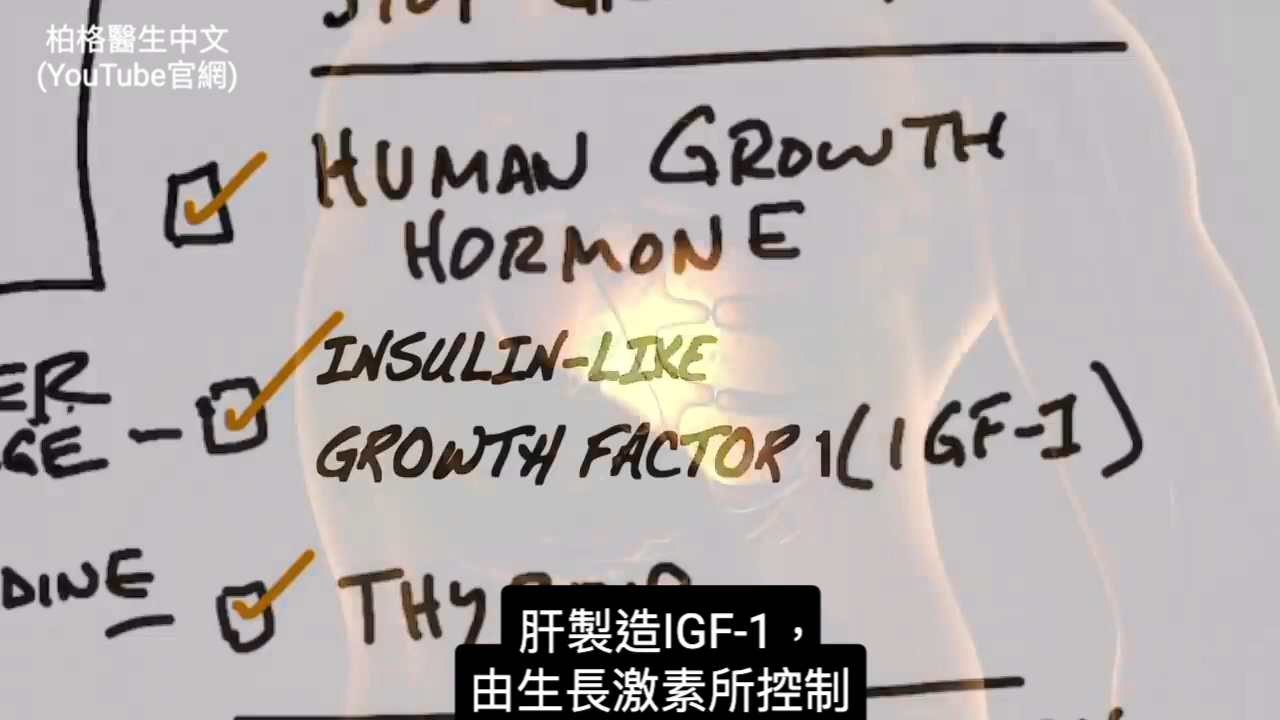 柏格醫生中文
(YouTube官網)
HUMAN GROWTH
HORMONE
INSULIN-LIKE
GROWTH FACTOR 1(IGF-1)
肝製造IGF-1，
由生長激素所控制